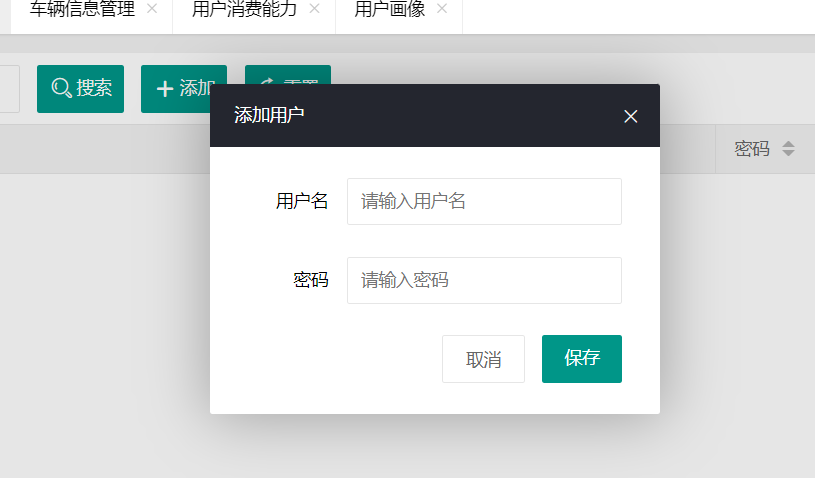 车辆信息管理 用户消费能力 用户画像
搜索 添加 重置
添加用户
密码
用户名 请输入用户名
密码 请输入密码
取消 保存